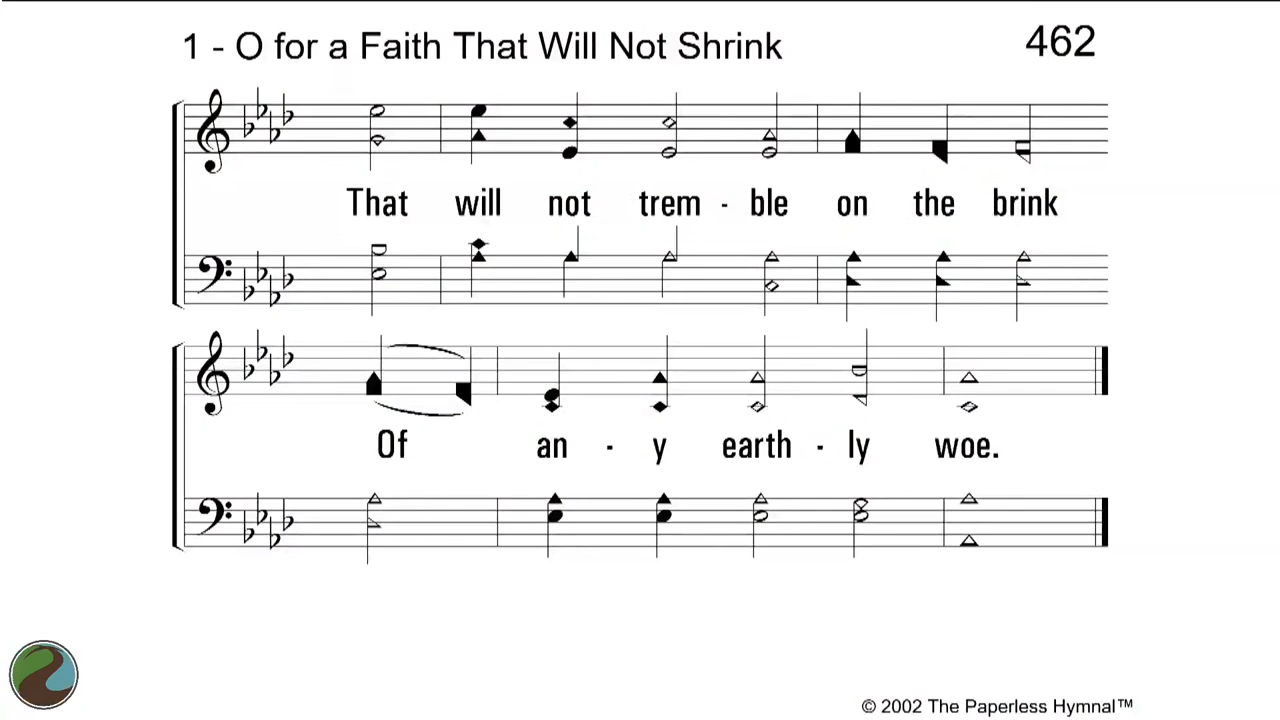 1 - O for a Faith That Will Not Shrink
462
That will not trem - ble on the brink
Of an - y earth - ly woe.
© 2002 The Paperless Hymnal™